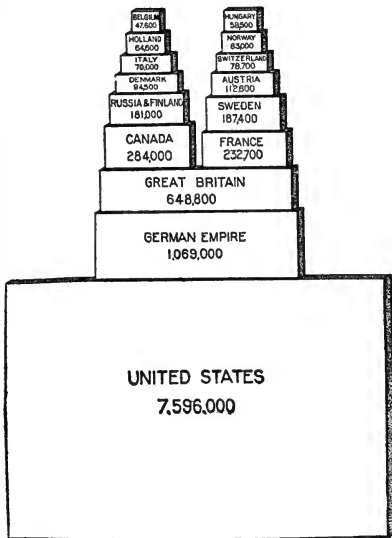 BELGIUM
47,600
HOLLAND
64,600
ITALY
70,000
DENMARK
94,500
RUSSIA & FINLAND
181,000
CANADA
284,000
HUNGARY
58,500
NORWAY
63,000
SWITZERLAND
78,700
AUSTRIA
112,600
SWEDEN
187,400
FRANCE
232,700
GREAT BRITAIN
648,800
GERMAN EMPIRE
1,069,000
UNITED STATES
7,596,000